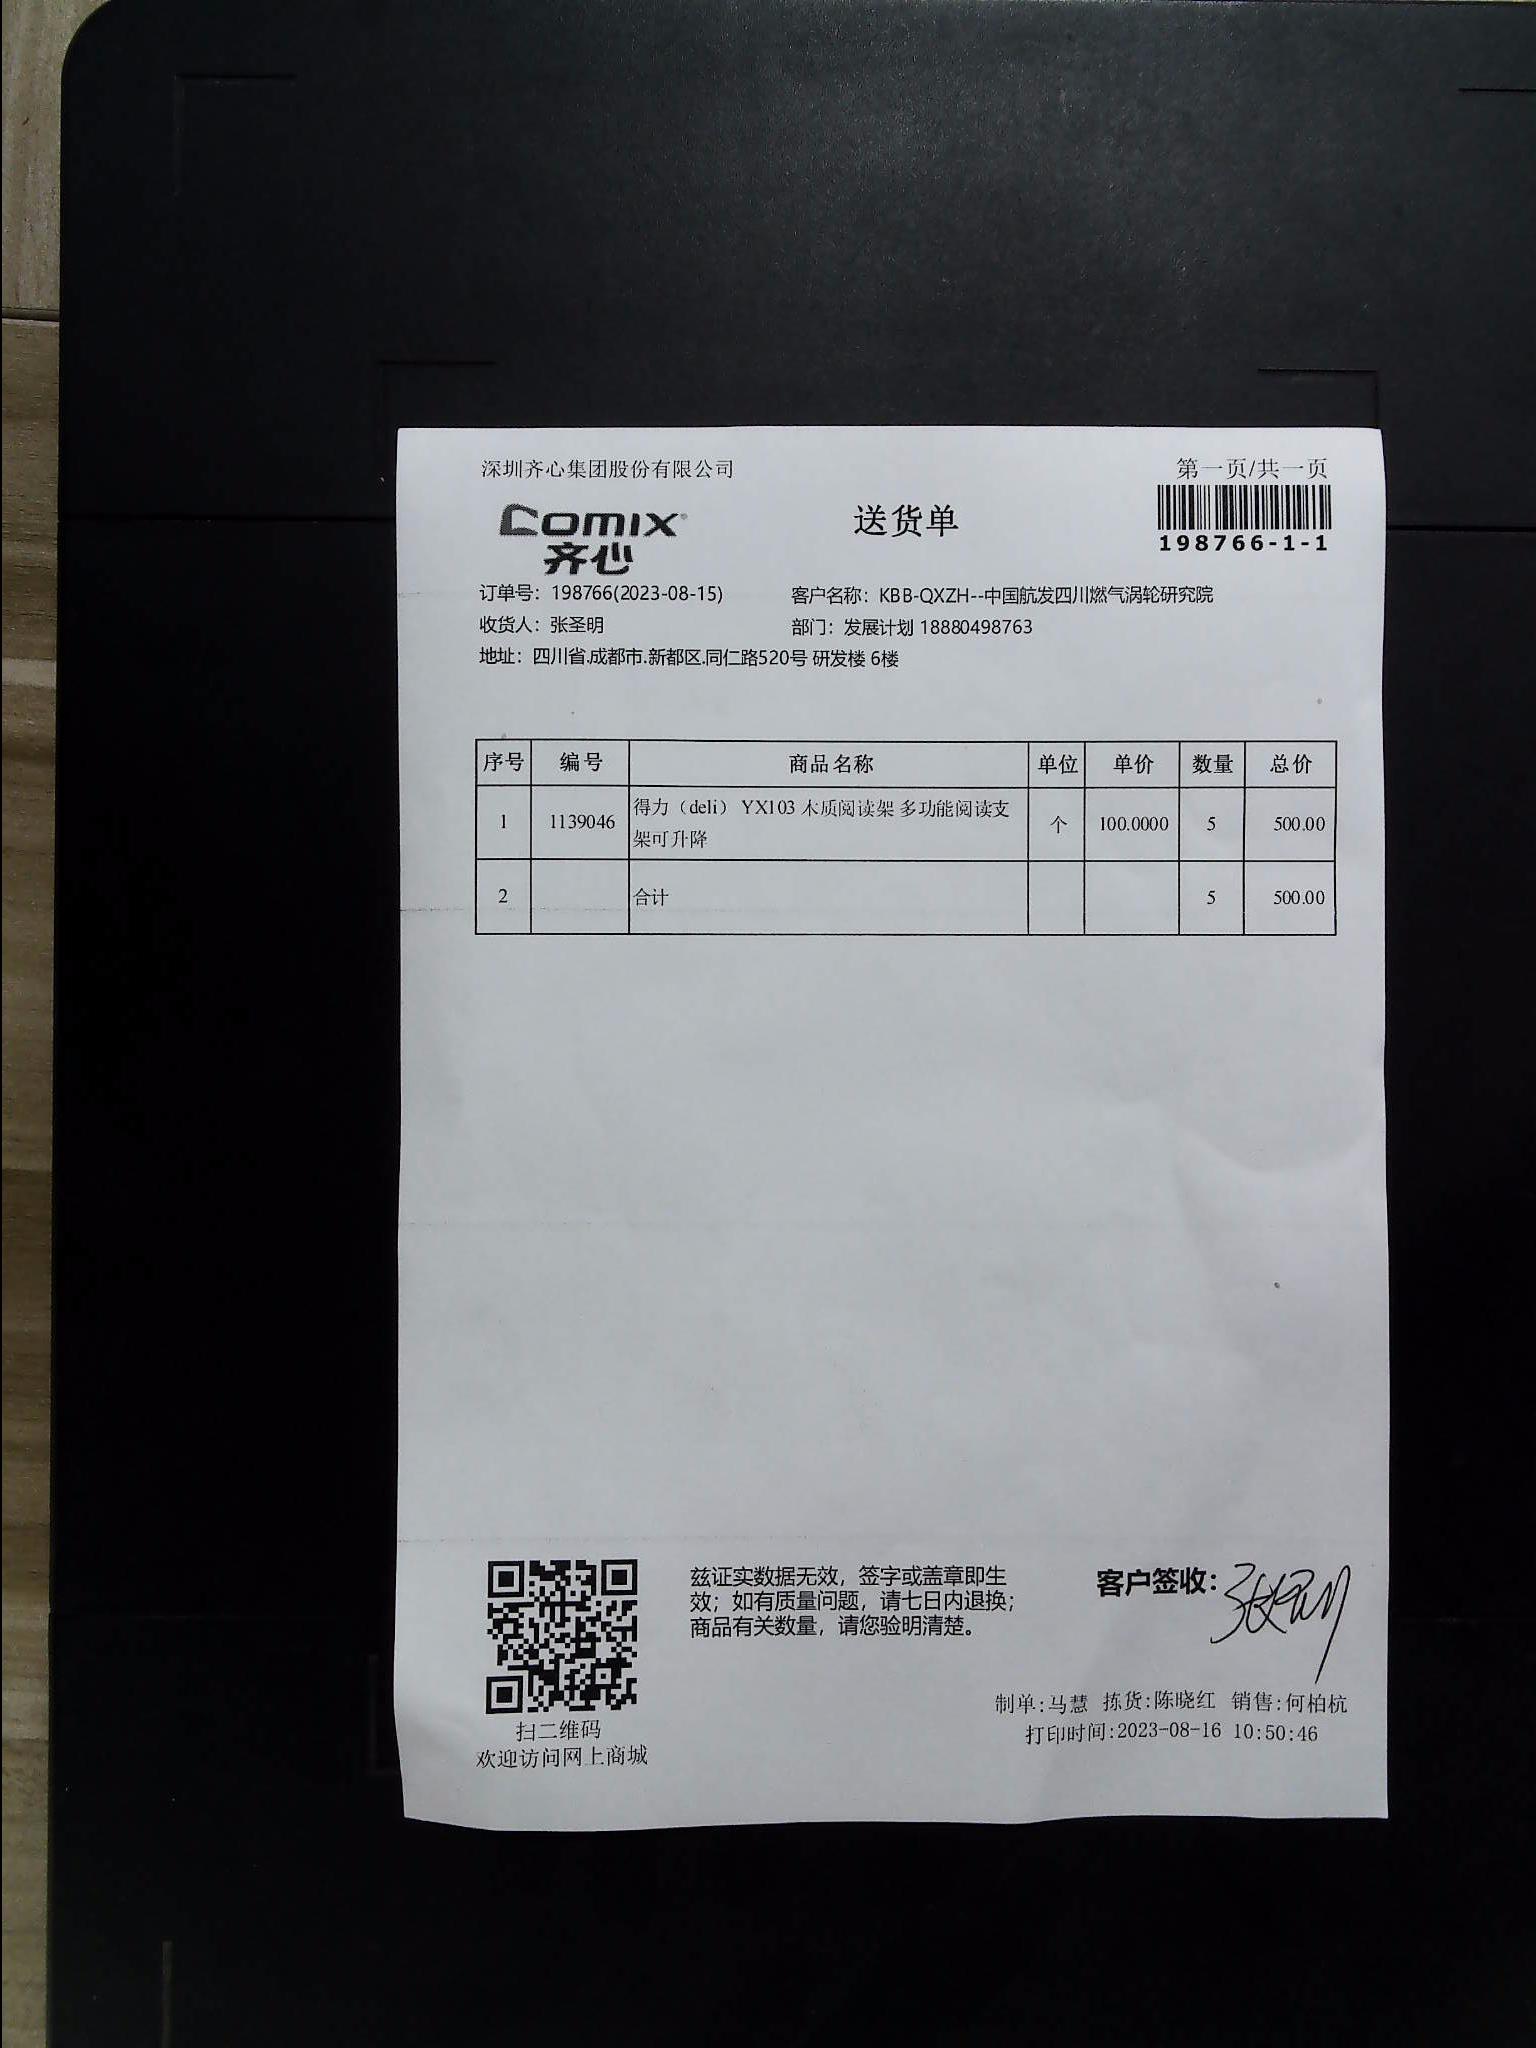 深圳齐心集团股份有限公司
第一页/共一页
comix
齐心
送货单
198766-1-1
订单号：198766(2023-08-15)
客户名称：KBB-QXZH--中国航发四川燃气涡轮研究院
收货人：张圣明
部门：发展计划 18880498763
地址：四川省.成都市.新都区.同仁路520号 研发楼 6楼
序号 编号 商品名称 单位 单价 数量 总价
1 1139046 得力（deli） YX103 木质阅读架 多功能阅读支架可升降 个 100.0000 5 500.00
2 合计 5 500.00
兹证实数据无效，签字或盖章即生
效；如有质量问题，请七日内退换；
商品有关数量，请您验明清楚。
客户签收：张圣明
扫二维码
欢迎访问网上商城
制单:马慧 拣货:陈晓红 销售:何柏杭
打印时间:2023-08-16 10:50:46